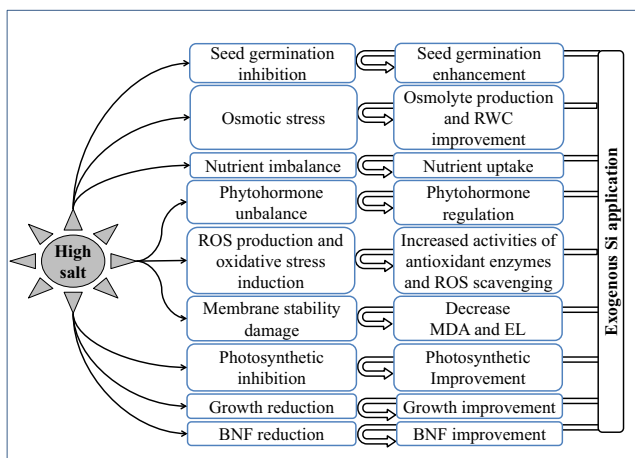 Seed germination
inhibition
Seed germination
enhancement
Osmotic stress
Osmolyte production
and RWC
improvement
Nutrient imbalance
Nutrient uptake
Phytohormone
unbalance
Phytohormone
regulation
High
salt
ROS production and
oxidative stress
induction
Increased activities of
antioxidant enzymes
and ROS scavenging
Membrane stability
damage
Decrease
MDA and EL
Photosynthetic
inhibition
Photosynthetic
Improvement
Growth reduction
Growth improvement
BNF reduction
BNF improvement
Exogenous Si application